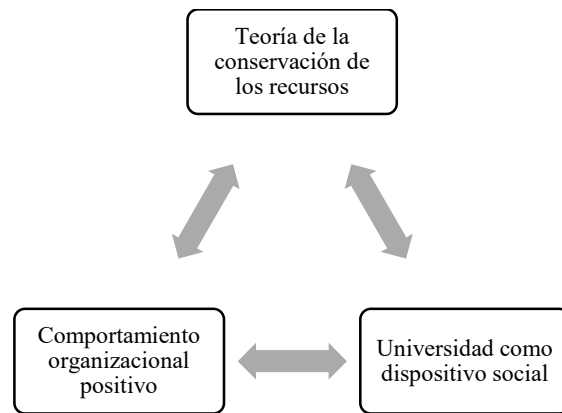 Teoría de la
conservación de
los recursos
Comportamiento
organizacional
positivo
Universidad como
dispositivo social